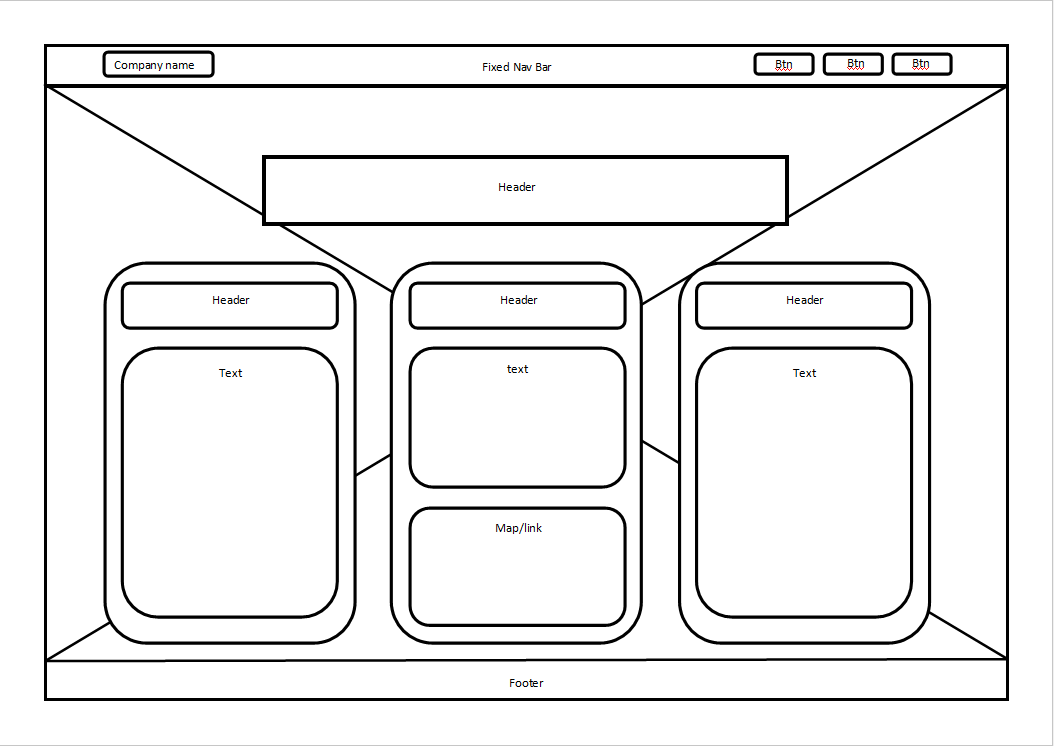 Company name
Fixed Nav Bar
Btn
Btn
Btn
Header
Header
Header
Header
Text
text
Text
Map/link
Footer